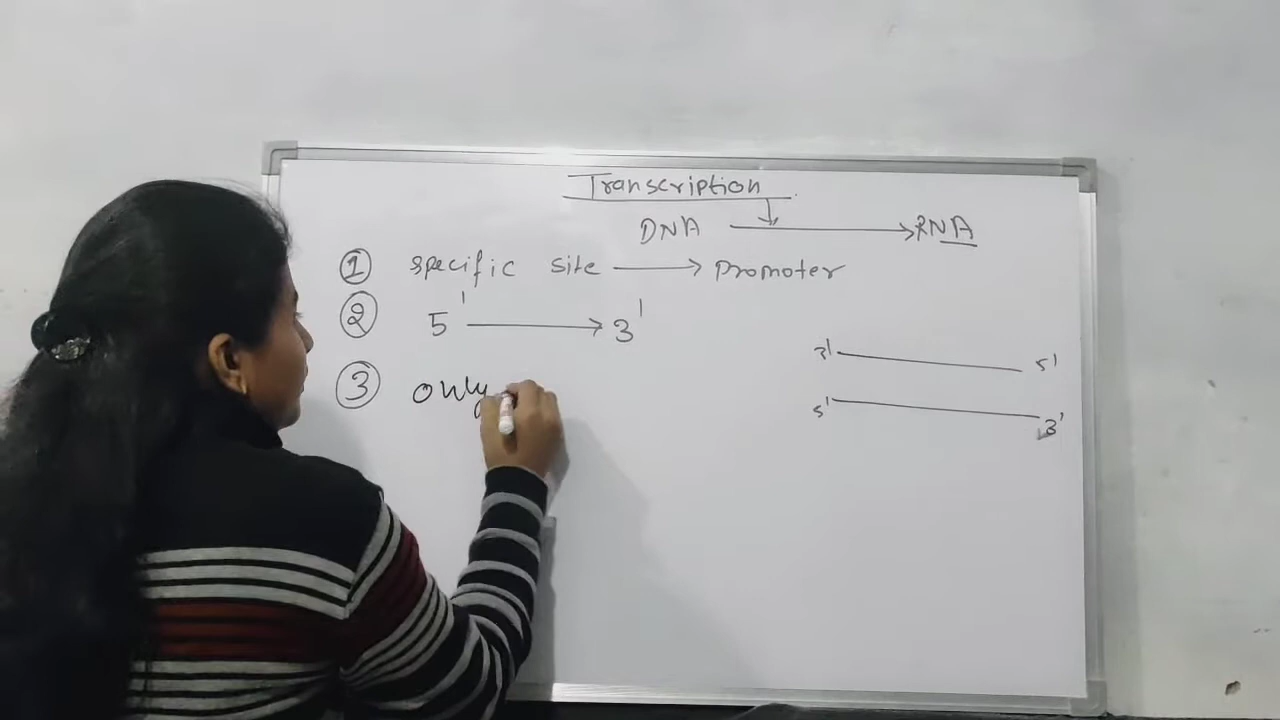 Transcription
DNA → RNA
① specific site → promoter
② 5' → 3'
③ only
3' 5'
5' 3'